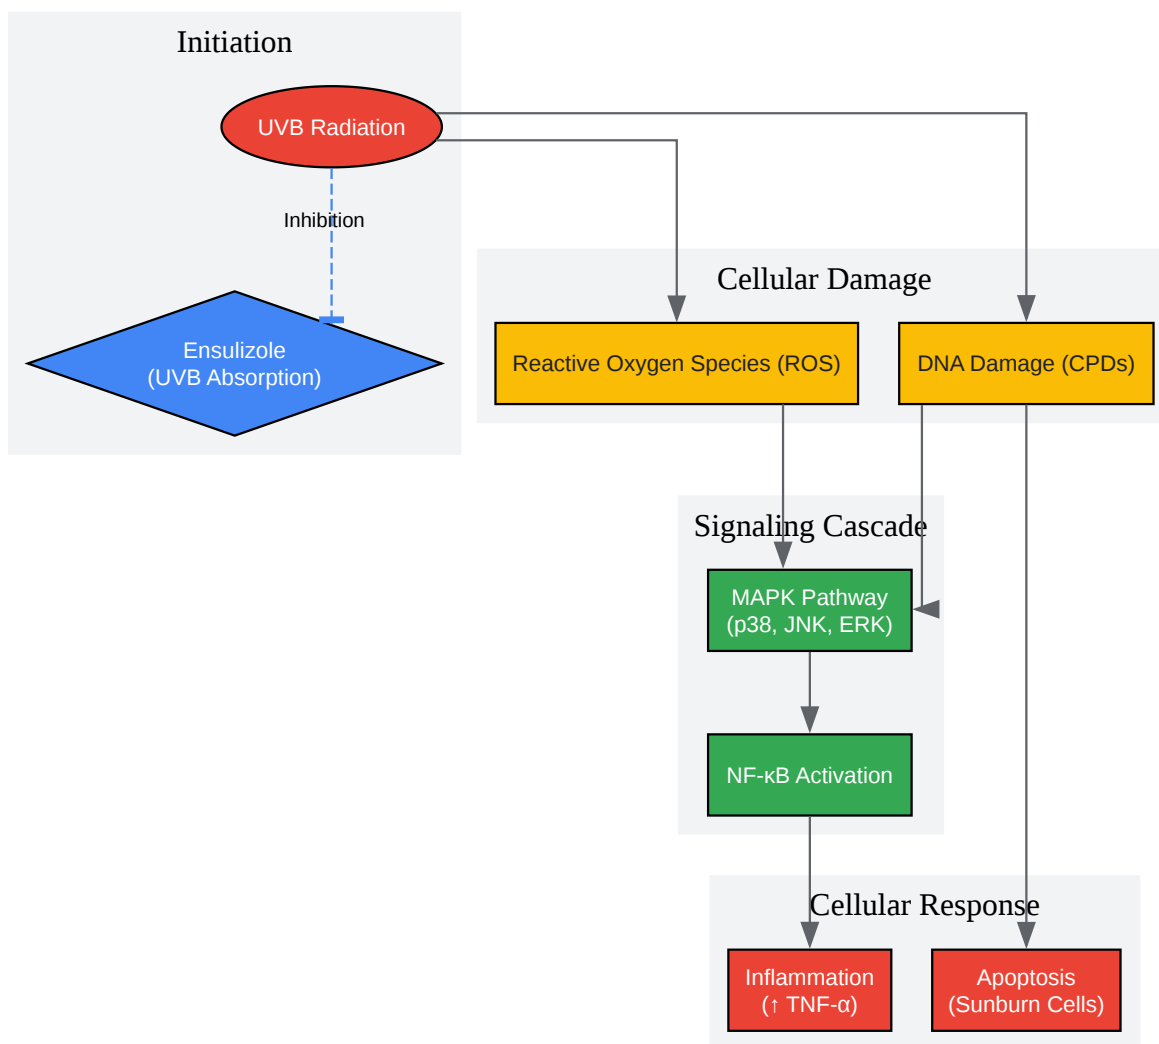 Initiation
UVB Radiation
Inhibition
Ensulizole
(UVB Absorption)
Cellular Damage
Reactive Oxygen Species (ROS)
DNA Damage (CPDs)
Signaling Cascade
MAPK Pathway
(p38, JNK, ERK)
NF-κB Activation
Cellular Response
Inflammation
(↑ TNF-α)
Apoptosis
(Sunburn Cells)